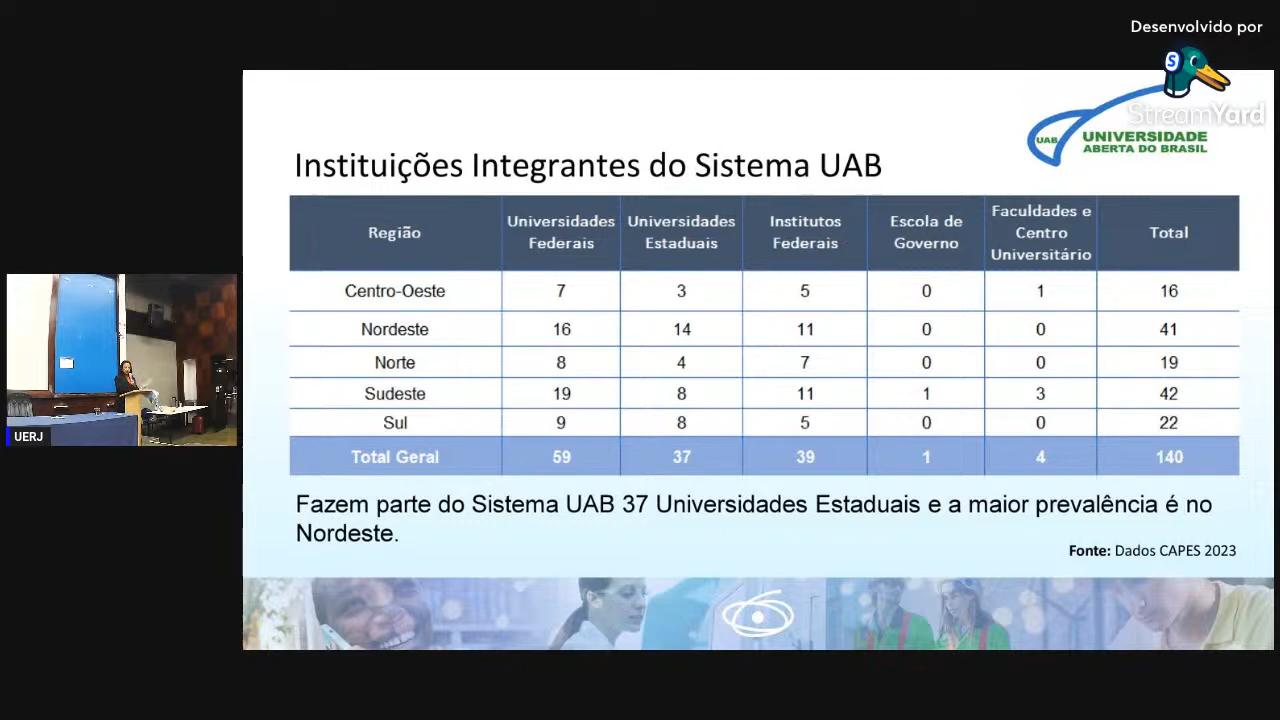 Desenvolvido por
S
StreamYard
UAB
UNIVERSIDADE
ABERTA DO BRASIL
Instituições Integrantes do Sistema UAB
Região Universidades Federais Universidades Estaduais Institutos Federais Escola de Governo Faculdades e Centro Universitário Total
Centro-Oeste 7 3 5 0 1 16
Nordeste 16 14 11 0 0 41
Norte 8 4 7 0 0 19
Sudeste 19 8 11 1 3 42
Sul 9 8 5 0 0 22
Total Geral 59 37 39 1 4 140
Fazem parte do Sistema UAB 37 Universidades Estaduais e a maior prevalência é no
Nordeste.
Fonte: Dados CAPES 2023
UERJ